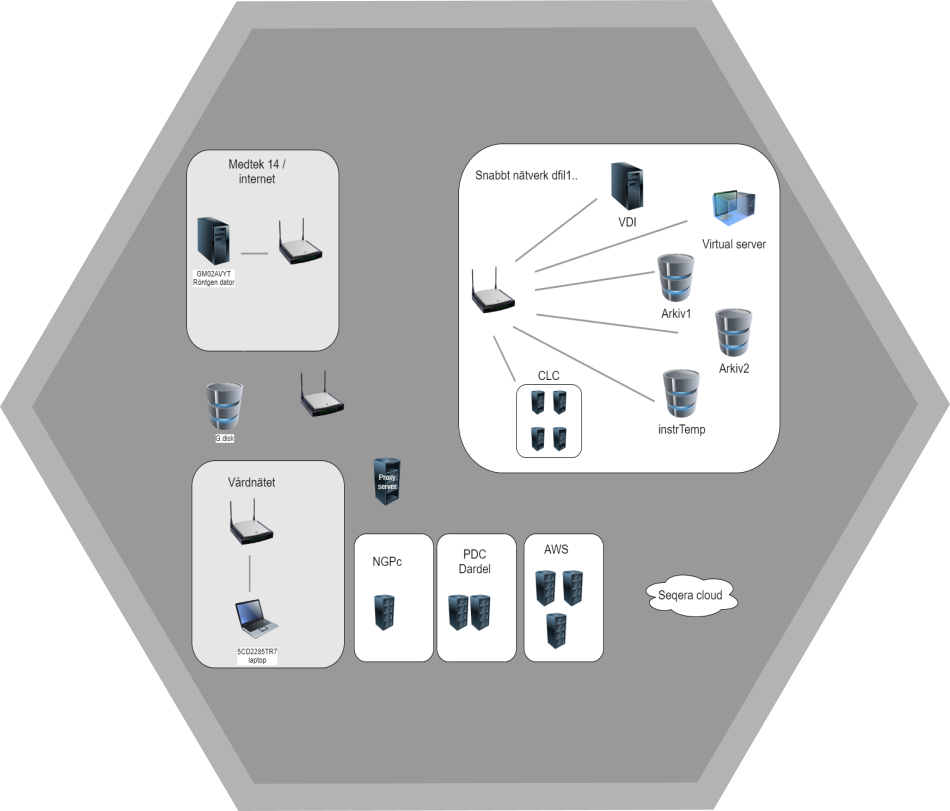 Medtek 14 /
internet
GM02AVYT
Röntgen dator
Snabbt nätverk dfil1..
VDI
Virtual server
Arkiv1
Arkiv2
instrTemp
CLC
G:disk
Vårdnätet
5CD2285TR7
laptop
Proxy
server
NGPc
PDC
Dardel
AWS
Seqera cloud